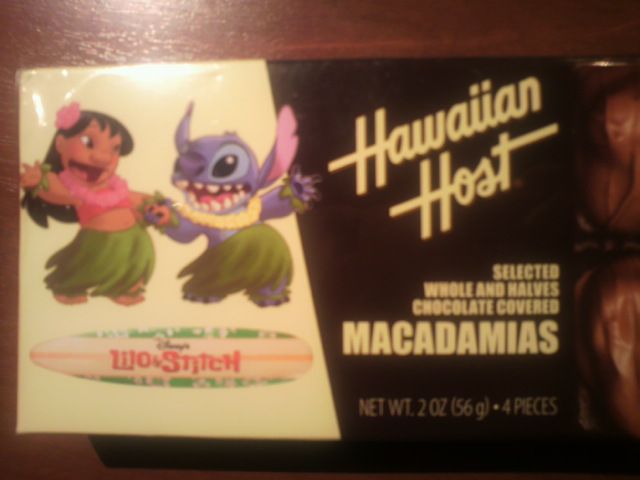 Hawaiian
Host
SELECTED
WHOLE AND HALVES
CHOCOLATE COVERED
MACADAMIAS
NET WT. 2 OZ (56 g) • 4 PIECES
Disney's
LILO & STITCH